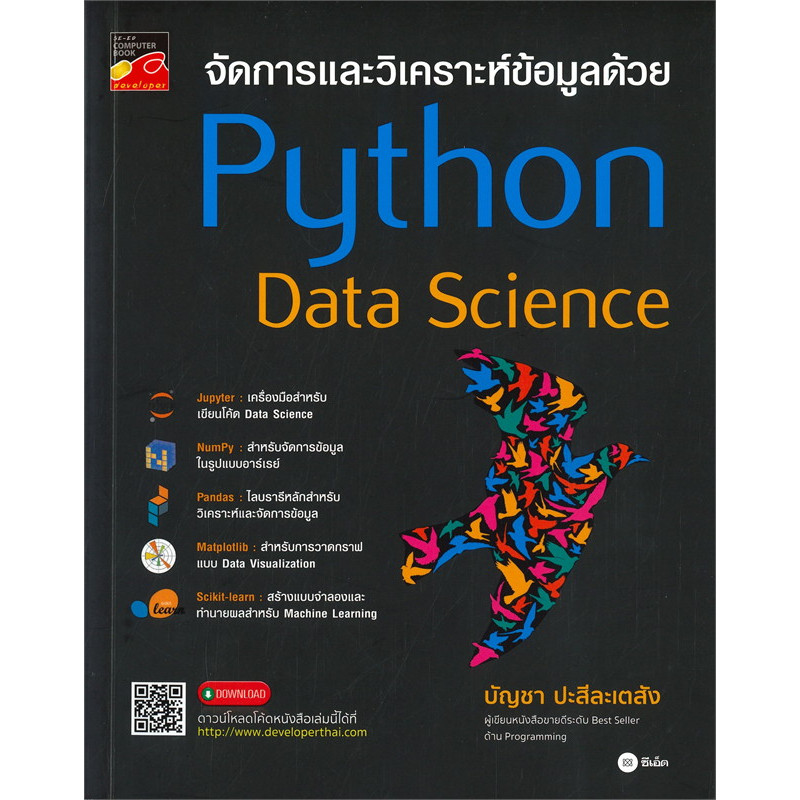 SE-ED
COMPUTER
BOOK
developer
จัดการและวิเคราะห์ข้อมูลด้วย
Python
Data Science
Jupyter : เครื่องมือสำหรับ
เขียนโค้ด Data Science
NumPy : สำหรับจัดการข้อมูล
ในรูปแบบอาร์เรย์
Pandas : ไลบรารีหลักสำหรับ
วิเคราะห์และจัดการข้อมูล
Matplotlib : สำหรับการวาดกราฟ
แบบ Data Visualization
learn
Scikit-learn : สร้างแบบจำลองและ
ทำนายผลสำหรับ Machine Learning
DOWNLOAD
ดาวน์โหลดโค้ดหนังสือเล่มนี้ได้ที่
http://www.developerthai.com
บัญชา ปะสีละเตสัง
ผู้เขียนหนังสือขายดีระดับ Best Seller
ด้าน Programming
ซีเอ็ด